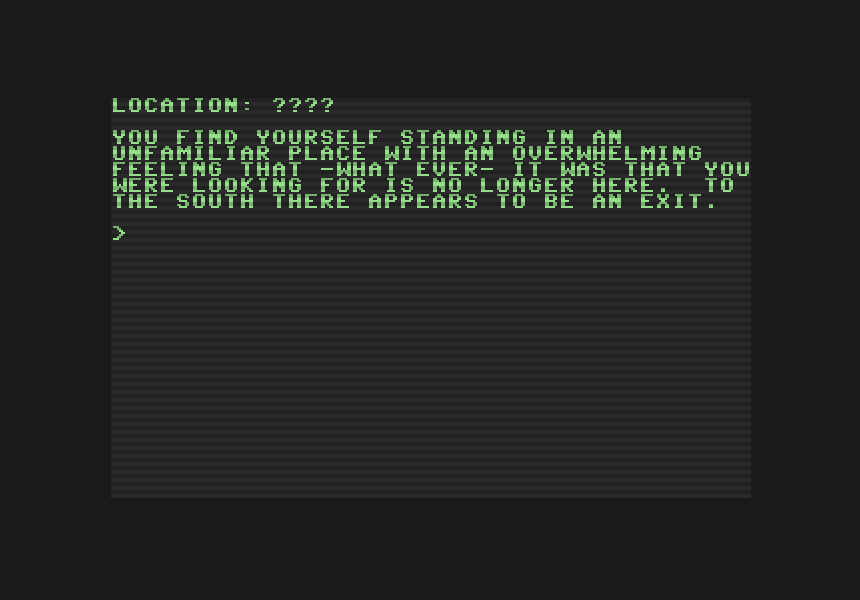 LOCATION: ????
YOU FIND YOURSELF STANDING IN AN
UNFAMILIAR PLACE WITH AN OVERWHELMING
FEELING THAT -WHAT EVER- IT WAS THAT YOU
WERE LOOKING FOR IS NO LONGER HERE.  TO
THE SOUTH THERE APPEARS TO BE AN EXIT.
>